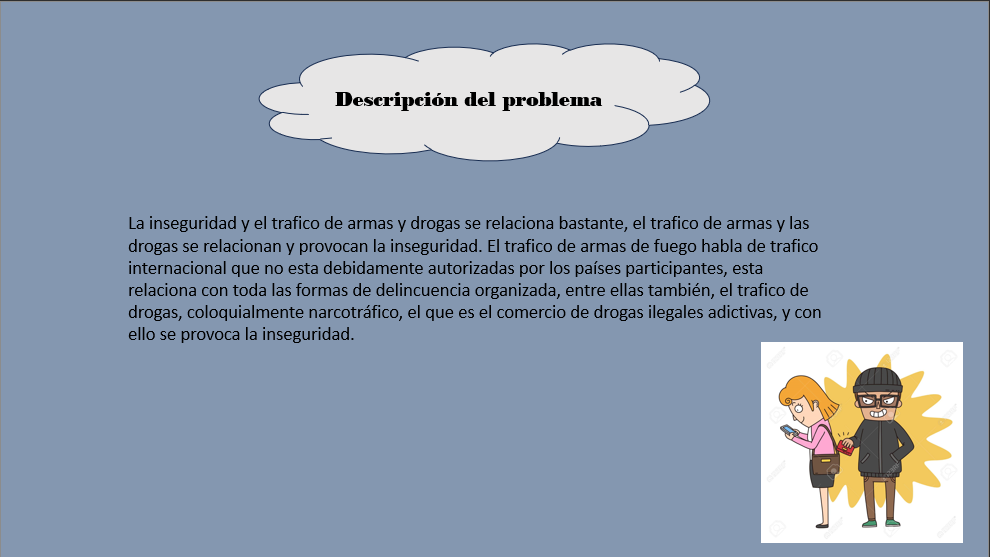 Descripción del problema
La inseguridad y el trafico de armas y drogas se relaciona bastante, el trafico de armas y las
drogas se relacionan y provocan la inseguridad. El trafico de armas de fuego habla de trafico
internacional que no esta debidamente autorizadas por los países participantes, esta
relaciona con toda las formas de delincuencia organizada, entre ellas también, el trafico de
drogas, coloquialmente narcotráfico, el que es el comercio de drogas ilegales adictivas, y con
ello se provoca la inseguridad.